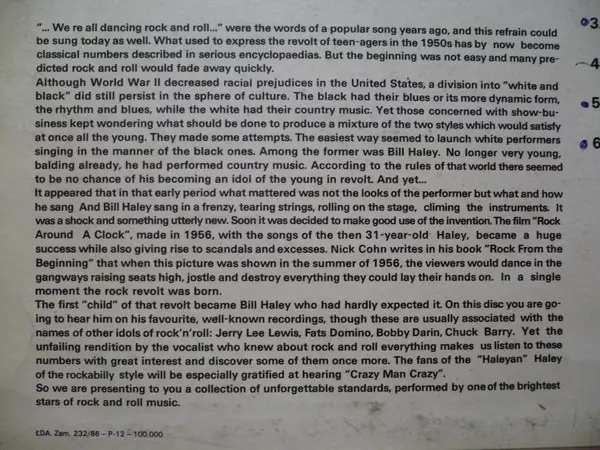 "... We re all dancing rock and roll..." were the words of a popular song years ago, and this refrain could
be sung today as well. What used to express the revolt of teen-agers in the 1950s has by now become
classical numbers described in serious encyclopaedias. But the beginning was not easy and many pre-
dicted rock and roll would fade away quickly.
Although World War II decreased racial prejudices in the United States, a division into "white and
black" did still persist in the sphere of culture. The black had their blues or its more dynamic form,
the rhythm and blues, while the white had their country music. Yet those concerned with show-bu-
siness kept wondering what should be done to produce a mixture of the two styles which would satisfy
at once all the young. They made some attempts. The easiest way seemed to launch white performers
singing in the manner of the black ones. Among the former was Bill Haley. No longer very young,
balding already, he had performed country music. According to the rules of that world there seemed
to be no chance of his becoming an idol of the young in revolt. And yet...
It appeared that in that early period what mattered was not the looks of the performer but what and how
he sang And Bill Haley sang in a frenzy, tearing strings, rolling on the stage, climing the instruments. It
was a shock and something utterly new. Soon it was decided to make good use of the invention. The film "Rock
Around A Clock", made in 1956, with the songs of the then 31-year-old Haley, became a huge
success while also giving rise to scandals and excesses. Nick Cohn writes in his book "Rock From the
Beginning" that when this picture was shown in the summer of 1956, the viewers would dance in the
gangways raising seats high, jostle and destroy everything they could lay their hands on. In a single
moment the rock revolt was born.
The first "child" of that revolt became Bill Haley who had hardly expected it. On this disc you are go-
ing to hear him on his favourite, well-known recordings, though these are usually associated with the
names of other idols of rock'n'roll: Jerry Lee Lewis, Fats Domino, Bobby Darin, Chuck Barry. Yet the
unfailing rendition by the vocalist who knew about rock and roll everything makes us listen to these
numbers with great interest and discover some of them once more. The fans of the "Haleyan" Haley
of the rockabilly style will be especially gratified at hearing "Crazy Man Crazy".
So we are presenting to you a collection of unforgettable standards, performed by one of the brightest
stars of rock and roll music.
ŁDA. Zam. 232/86 – P-12 – 100.000
3
4
5
6